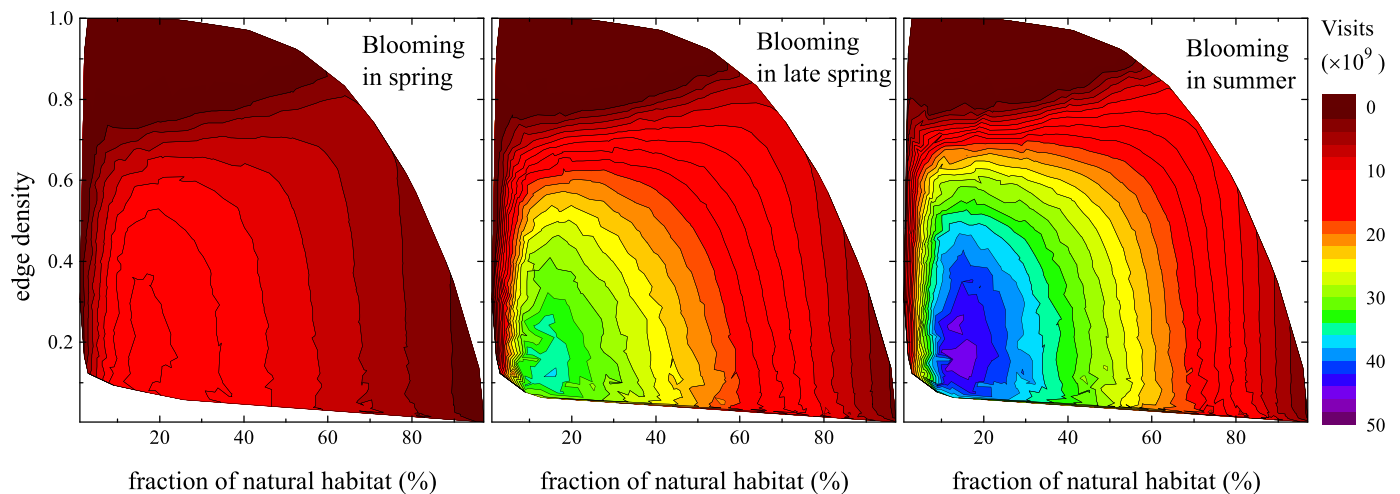 1.0
0.8
0.6
0.4
0.2
edge density
Blooming
in spring
Blooming
in late spring
Blooming
in summer
Visits
(×10⁹ )
0
10
20
30
40
50
20 40 60 80
20 40 60 80
20 40 60 80
fraction of natural habitat (%)
fraction of natural habitat (%)
fraction of natural habitat (%)